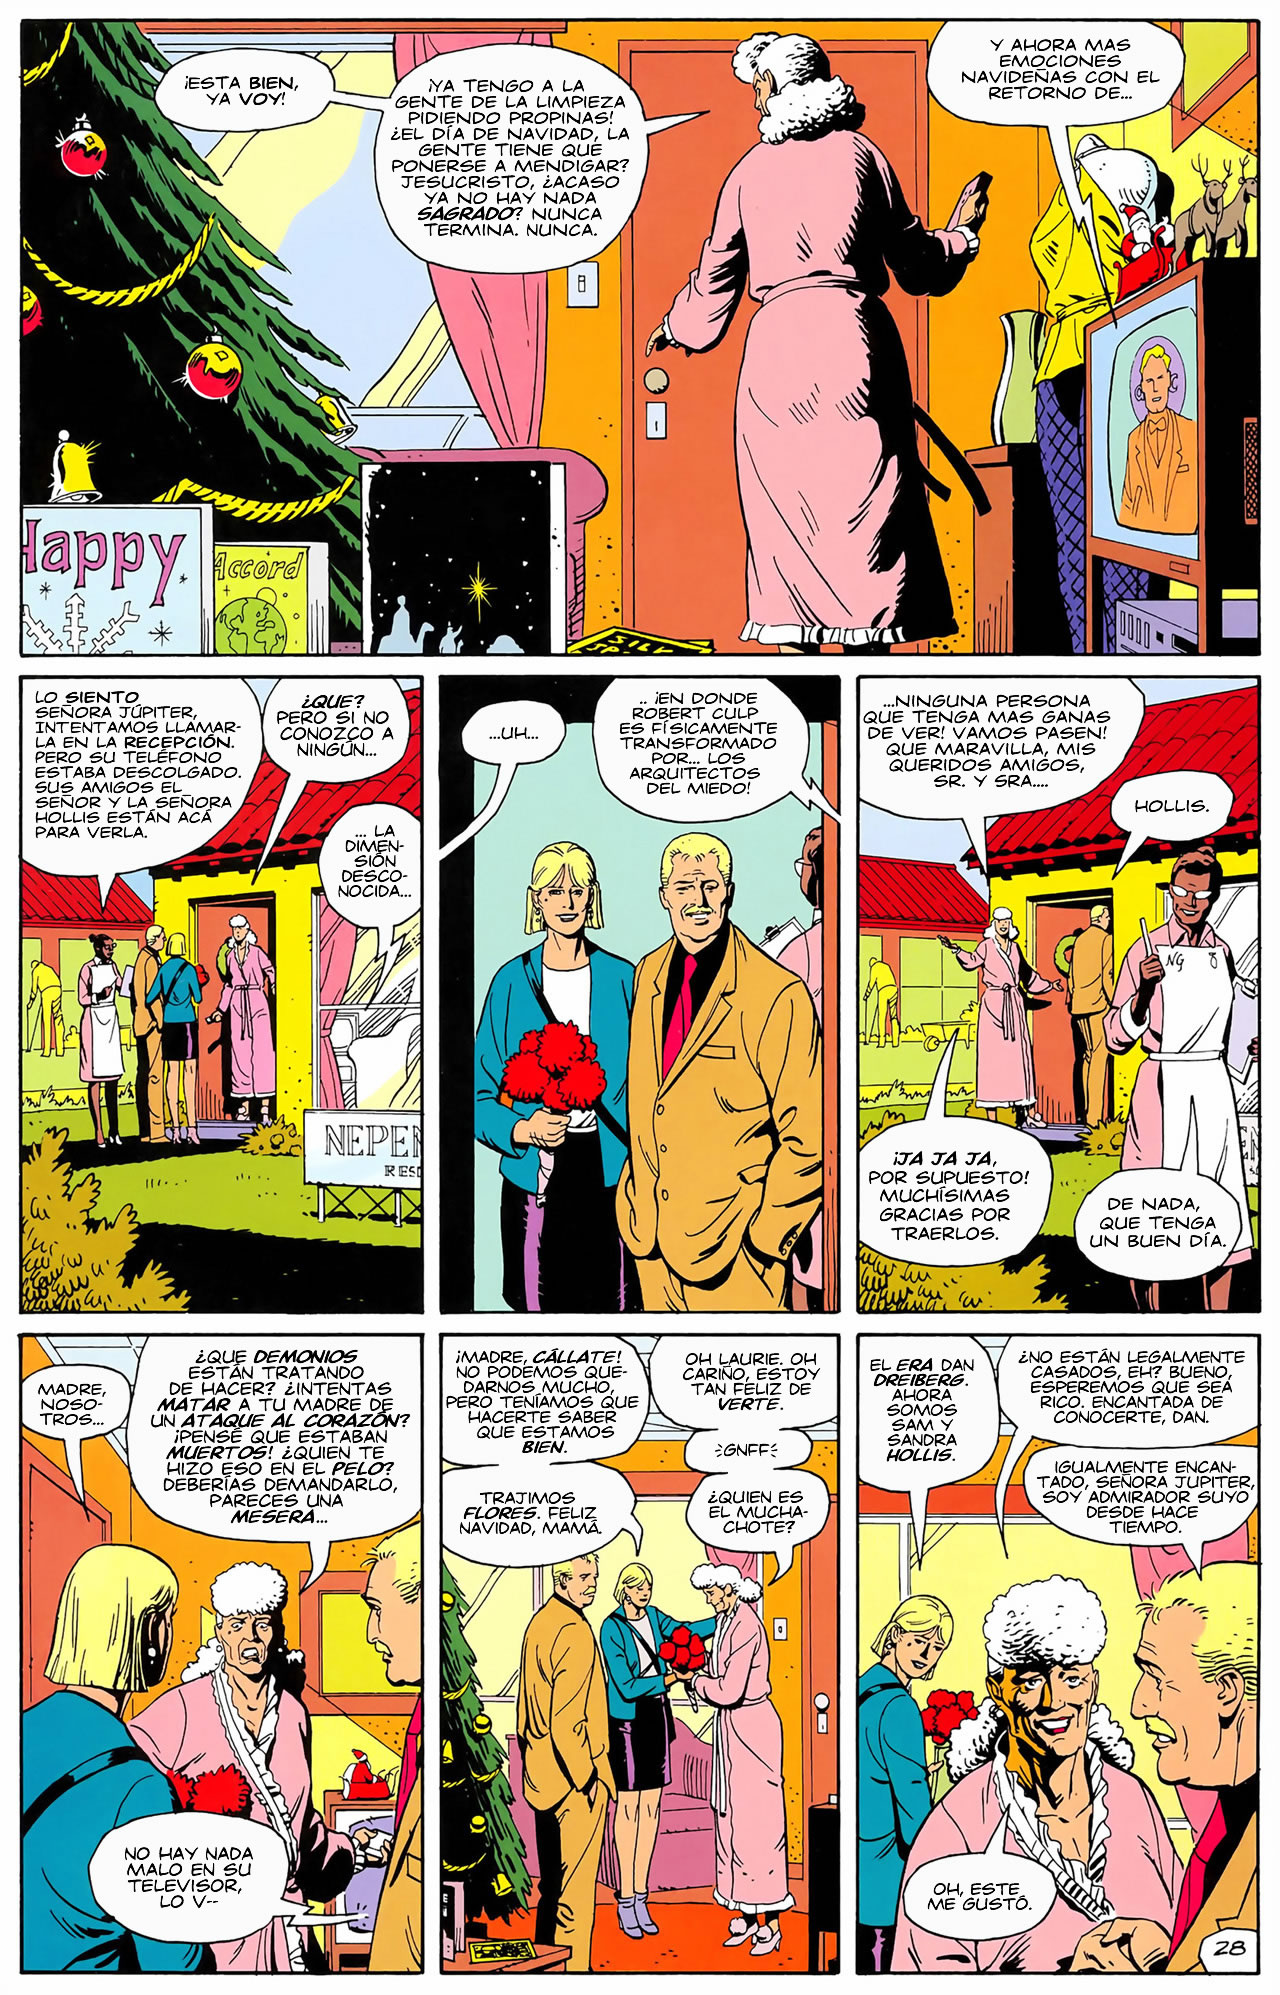 ¡ESTA BIEN,
YA VOY!
¡YA TENGO A LA
GENTE DE LA LIMPIEZA
PIDIENDO PROPINAS!
¿EL DÍA DE NAVIDAD, LA
GENTE TIENE QUE
PONERSE A MENDIGAR?
JESUCRISTO, ¿ACASO
YA NO HAY NADA
SAGRADO? NUNCA
TERMINA. NUNCA.
Y AHORA MAS
EMOCIONES
NAVIDEÑAS CON EL
RETORNO DE...
Happy
Accord
SILK
SP
LO SIENTO
SEÑORA JÚPITER,
INTENTAMOS LLAMAR-
LA EN LA RECEPCIÓN.
PERO SU TELÉFONO
ESTABA DESCOLGADO.
SUS AMIGOS EL
SEÑOR Y LA SEÑORA
HOLLIS ESTÁN ACÁ
PARA VERLA.
¿QUE?
PERO SI NO
CONOZCO A
NINGÚN...
... LA
DIMEN-
SIÓN
DESCO-
NOCIDA...
NEPEN
RES
...UH...
.. ¡EN DONDE
ROBERT CULP
ES FÍSICAMENTE
TRANSFORMADO
POR... LOS
ARQUITECTOS
DEL MIEDO!
...NINGUNA PERSONA
QUE TENGA MAS GANAS
DE VER! VAMOS PASEN!
QUE MARAVILLA, MIS
QUERIDOS AMIGOS,
SR. Y SRA....
HOLLIS.
NG
¡JA JA JA,
POR SUPUESTO!
MUCHÍSIMAS
GRACIAS POR
TRAERLOS.
DE NADA,
QUE TENGA
UN BUEN DÍA.
MADRE,
NOSO-
TROS...
¿QUE DEMONIOS
ESTÁN TRATANDO
DE HACER? ¿INTENTAS
MATAR A TU MADRE DE
UN ATAQUE AL CORAZÓN?
¡PENSÉ QUE ESTABAN
MUERTOS! ¿QUIEN TE
HIZO ESO EN EL PELO?
DEBERÍAS DEMANDARLO,
PARECES UNA
MESERA...
NO HAY NADA
MALO EN SU
TELEVISOR,
LO V--
¡MADRE, CÁLLATE!
NO PODEMOS QUE-
DARNOS MUCHO,
PERO TENÍAMOS QUE
HACERTE SABER
QUE ESTAMOS
BIEN.
TRAJIMOS
FLORES. FELIZ
NAVIDAD, MAMÁ.
OH LAURIE. OH
CARIÑO, ESTOY
TAN FELIZ DE
VERTE.
GNFF
¿QUIEN ES
EL MUCHA-
CHOTE?
EL ERA DAN
DREIBERG.
AHORA
SOMOS
SAM Y
SANDRA
HOLLIS.
¿NO ESTÁN LEGALMENTE
CASADOS, EH? BUENO,
ESPEREMOS QUE SEA
RICO. ENCANTADA DE
CONOCERTE, DAN.
IGUALMENTE ENCAN-
TADO, SEÑORA JUPITER,
SOY ADMIRADOR SUYO
DESDE HACE
TIEMPO.
OH, ESTE
ME GUSTÓ.
28